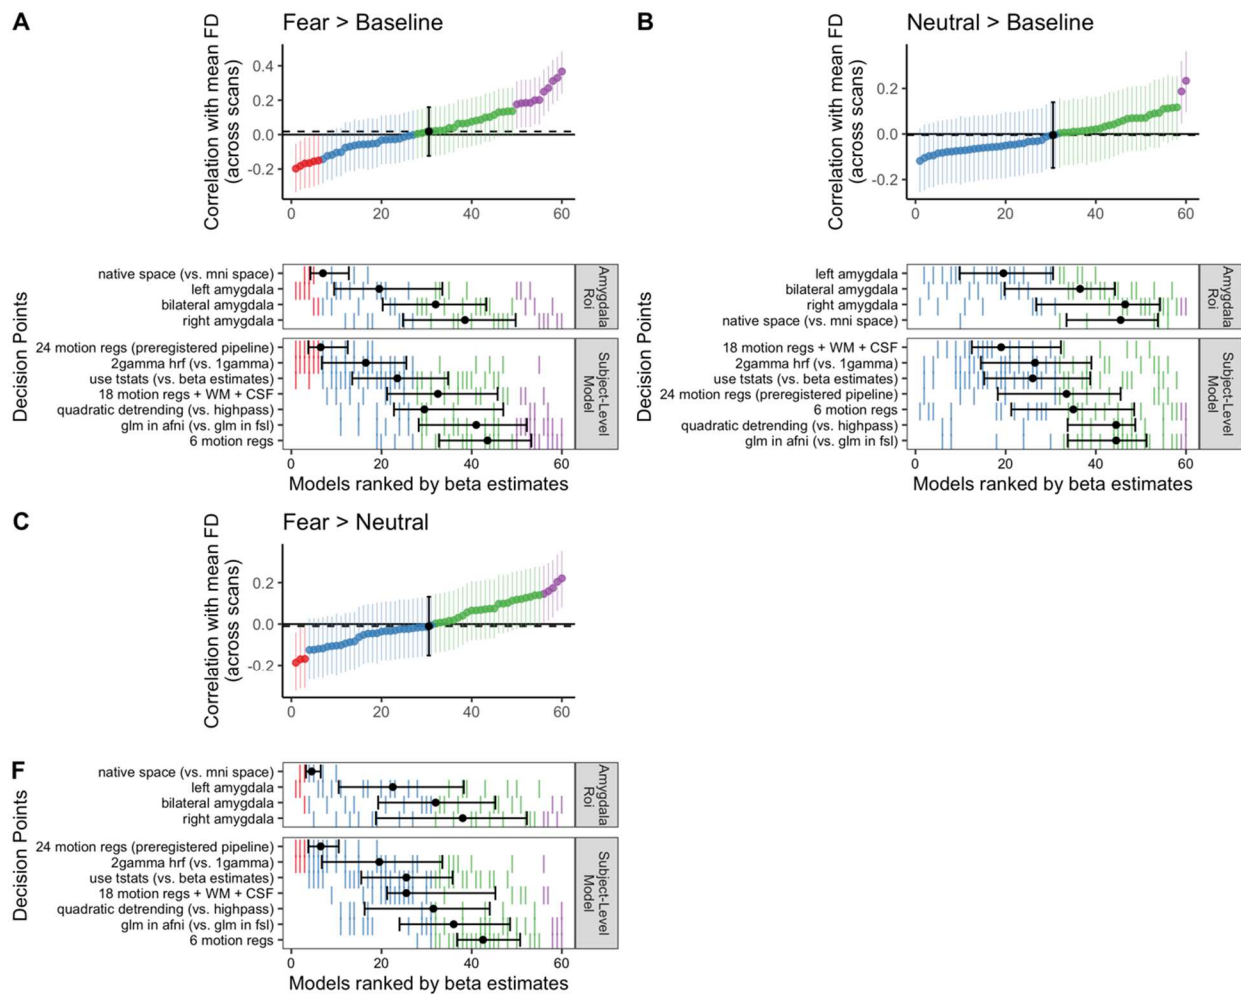 A
Fear > Baseline
Correlation with mean FD
(across scans)
0.4
0.2
0.0
-0.2
0
20
40
60
Decision Points
native space (vs. mni space)
left amygdala
bilateral amygdala
right amygdala
Amygdala
Roi
24 motion regs (preregistered pipeline)
2gamma hrf (vs. 1gamma)
use tstats (vs. beta estimates)
18 motion regs + WM + CSF
quadratic detrending (vs. highpass)
glm in afni (vs. glm in fsl)
6 motion regs
Subject-Level
Model
0
20
40
60
Models ranked by beta estimates
B
Neutral > Baseline
Correlation with mean FD
(across scans)
0.2
0.0
-0.2
0
20
40
60
Decision Points
left amygdala
bilateral amygdala
right amygdala
native space (vs. mni space)
Amygdala
Roi
18 motion regs + WM + CSF
2gamma hrf (vs. 1gamma)
use tstats (vs. beta estimates)
24 motion regs (preregistered pipeline)
6 motion regs
quadratic detrending (vs. highpass)
glm in afni (vs. glm in fsl)
Subject-Level
Model
0
20
40
60
Models ranked by beta estimates
C
Fear > Neutral
Correlation with mean FD
(across scans)
0.2
0.0
-0.2
0
20
40
60
F
Decision Points
native space (vs. mni space)
left amygdala
bilateral amygdala
right amygdala
Amygdala
Roi
24 motion regs (preregistered pipeline)
2gamma hrf (vs. 1gamma)
use tstats (vs. beta estimates)
18 motion regs + WM + CSF
quadratic detrending (vs. highpass)
glm in afni (vs. glm in fsl)
6 motion regs
Subject-Level
Model
0
20
40
60
Models ranked by beta estimates